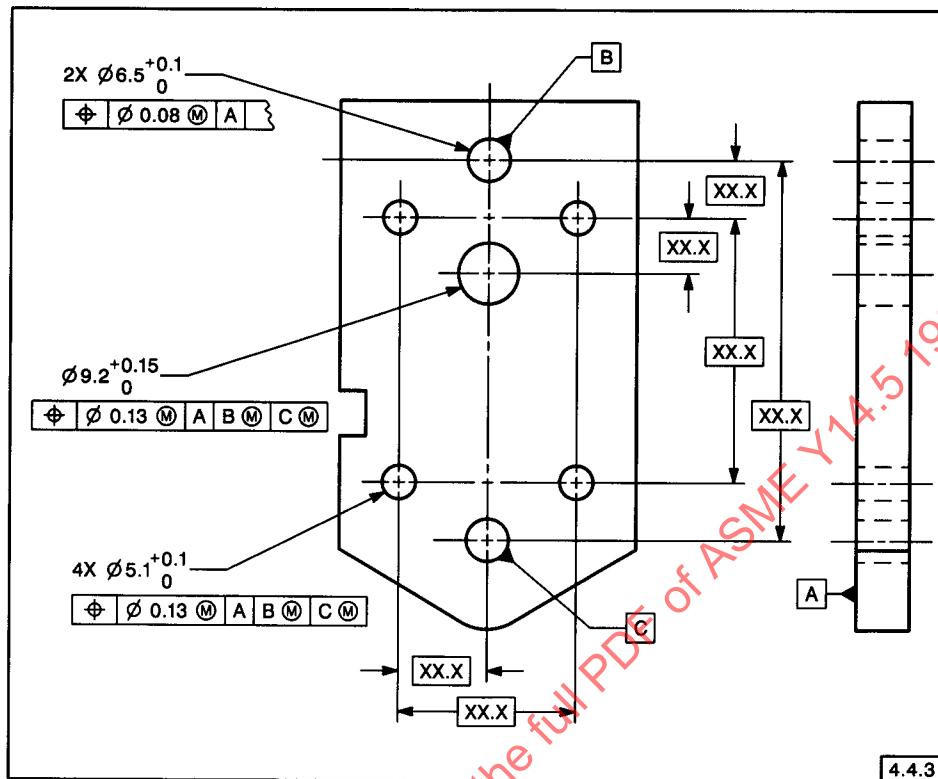 2X Ø6.5 +0.1 0
⌖ Ø 0.08 Ⓜ A
B
XX.X
XX.X
Ø9.2 +0.15 0
⌖ Ø 0.13 Ⓜ A B Ⓜ C Ⓜ
XX.X
XX.X
4X Ø5.1 +0.1 0
⌖ Ø 0.13 Ⓜ A B Ⓜ C Ⓜ
A
C
XX.X
XX.X
4.4.3
the full PDF of ASME Y14.5 19